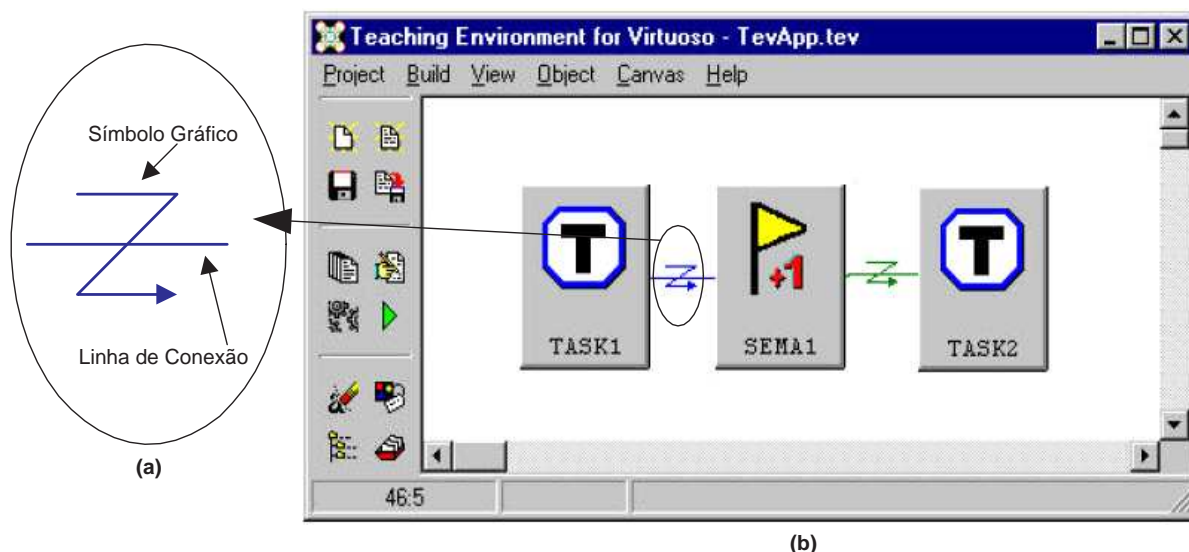 Símbolo Gráfico
Linha de Conexão
(a)
Teaching Environment for Virtuoso - TevApp.tev
Project Build View Object Canvas Help
T
+1
T
TASK1
SEMA1
TASK2
46:5
(b)